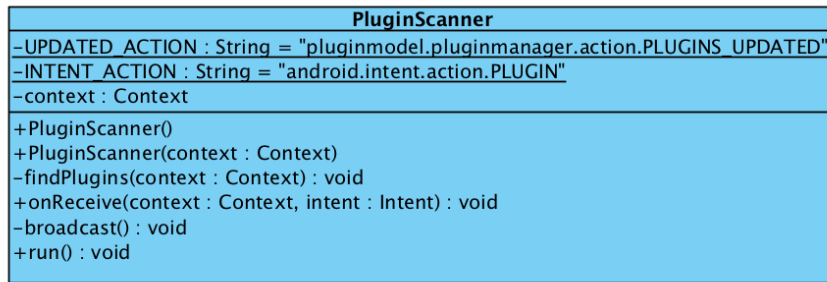 PluginScanner
-UPDATED_ACTION : String = "pluginmodel.pluginmanager.action.PLUGINS_UPDATED"
-INTENT_ACTION : String = "android.intent.action.PLUGIN"
-context : Context
+PluginScanner()
+PluginScanner(context : Context)
-findPlugins(context : Context) : void
+onReceive(context : Context, intent : Intent) : void
-broadcast() : void
+run() : void